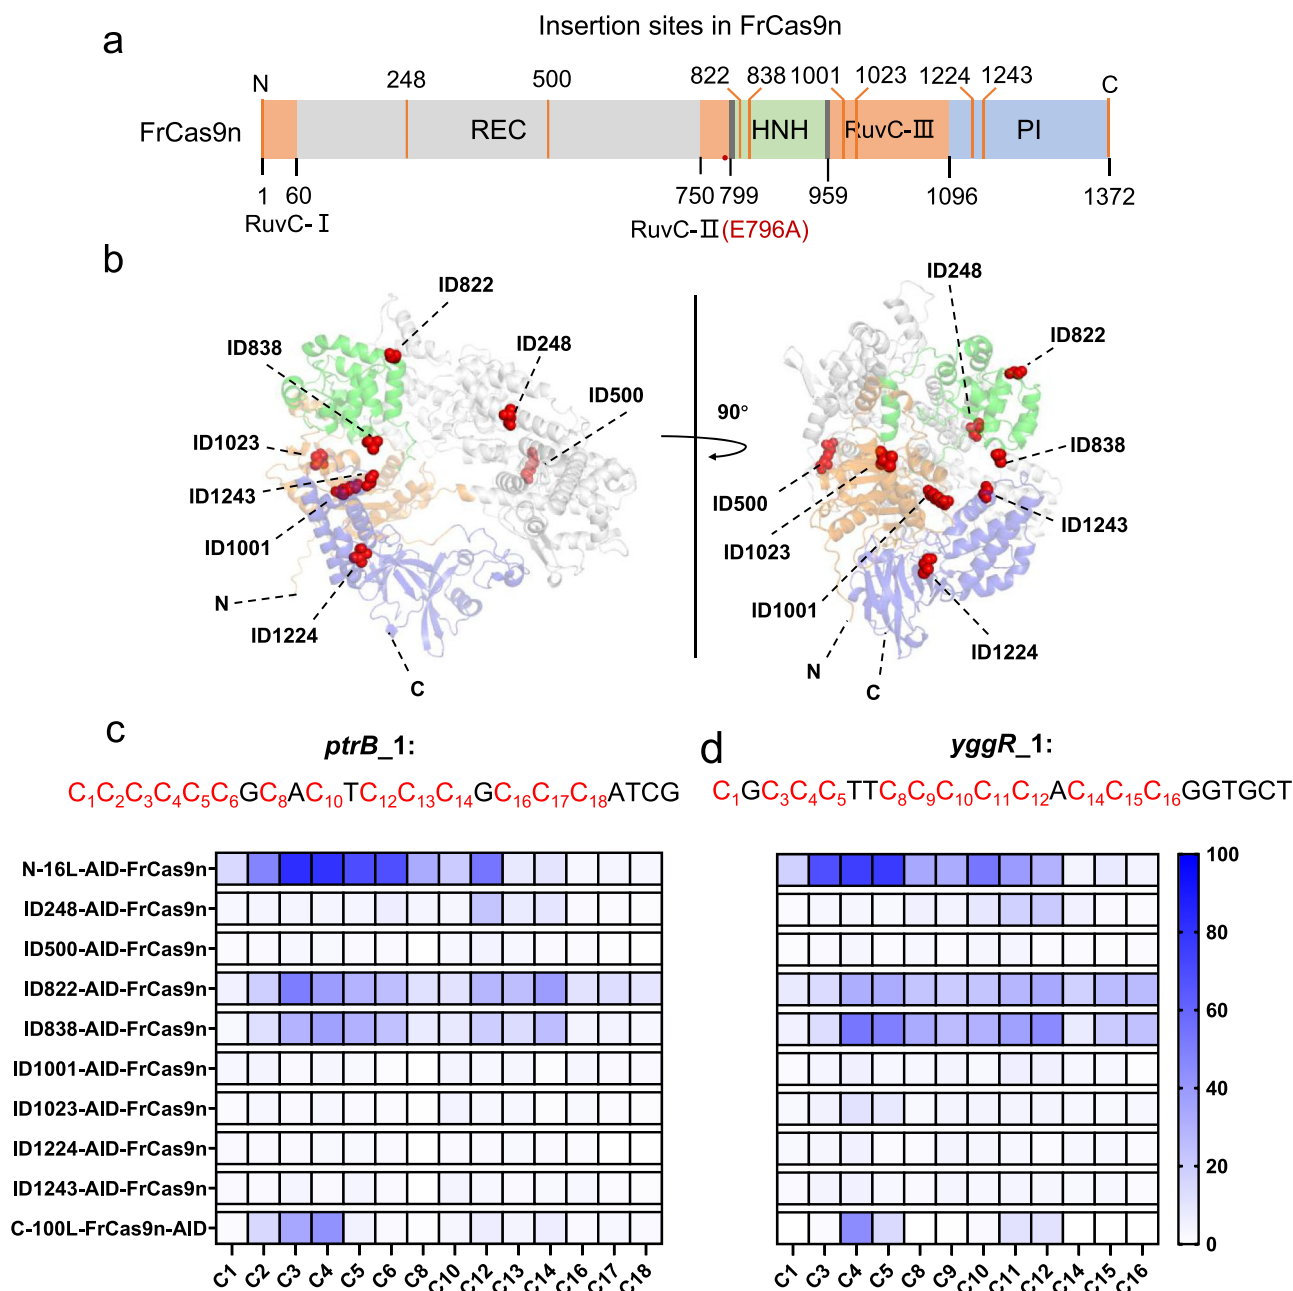 a
Insertion sites in FrCas9n
N 248 500 822 838 1001 1023 1224 1243 C
FrCas9n REC HNH RuvC-Ⅲ PI
1 60 750 799 959 1096 1372
RuvC-Ⅰ RuvC-Ⅱ(E796A)
b
ID822
ID838
ID248
ID500
ID1023
ID1243
ID1001
N
ID1224
C
90°
ID248
ID822
ID838
ID500
ID1243
ID1023
ID1001
ID1224
N
C
c
ptrB_1:
C1C2C3C4C5C6GC8AC10TC12C13C14GC16C17C18ATCG
d
yggR_1:
C1GC3C4C5TTC8C9C10C11C12AC14C15C16GGTGCT
N-16L-AID-FrCas9n
ID248-AID-FrCas9n
ID500-AID-FrCas9n
ID822-AID-FrCas9n
ID838-AID-FrCas9n
ID1001-AID-FrCas9n
ID1023-AID-FrCas9n
ID1224-AID-FrCas9n
ID1243-AID-FrCas9n
C-100L-FrCas9n-AID
C1 C2 C3 C4 C5 C6 C8 C10 C12 C13 C14 C16 C17 C18
C1 C3 C4 C5 C8 C9 C10 C11 C12 C14 C15 C16
100
80
60
40
20
0